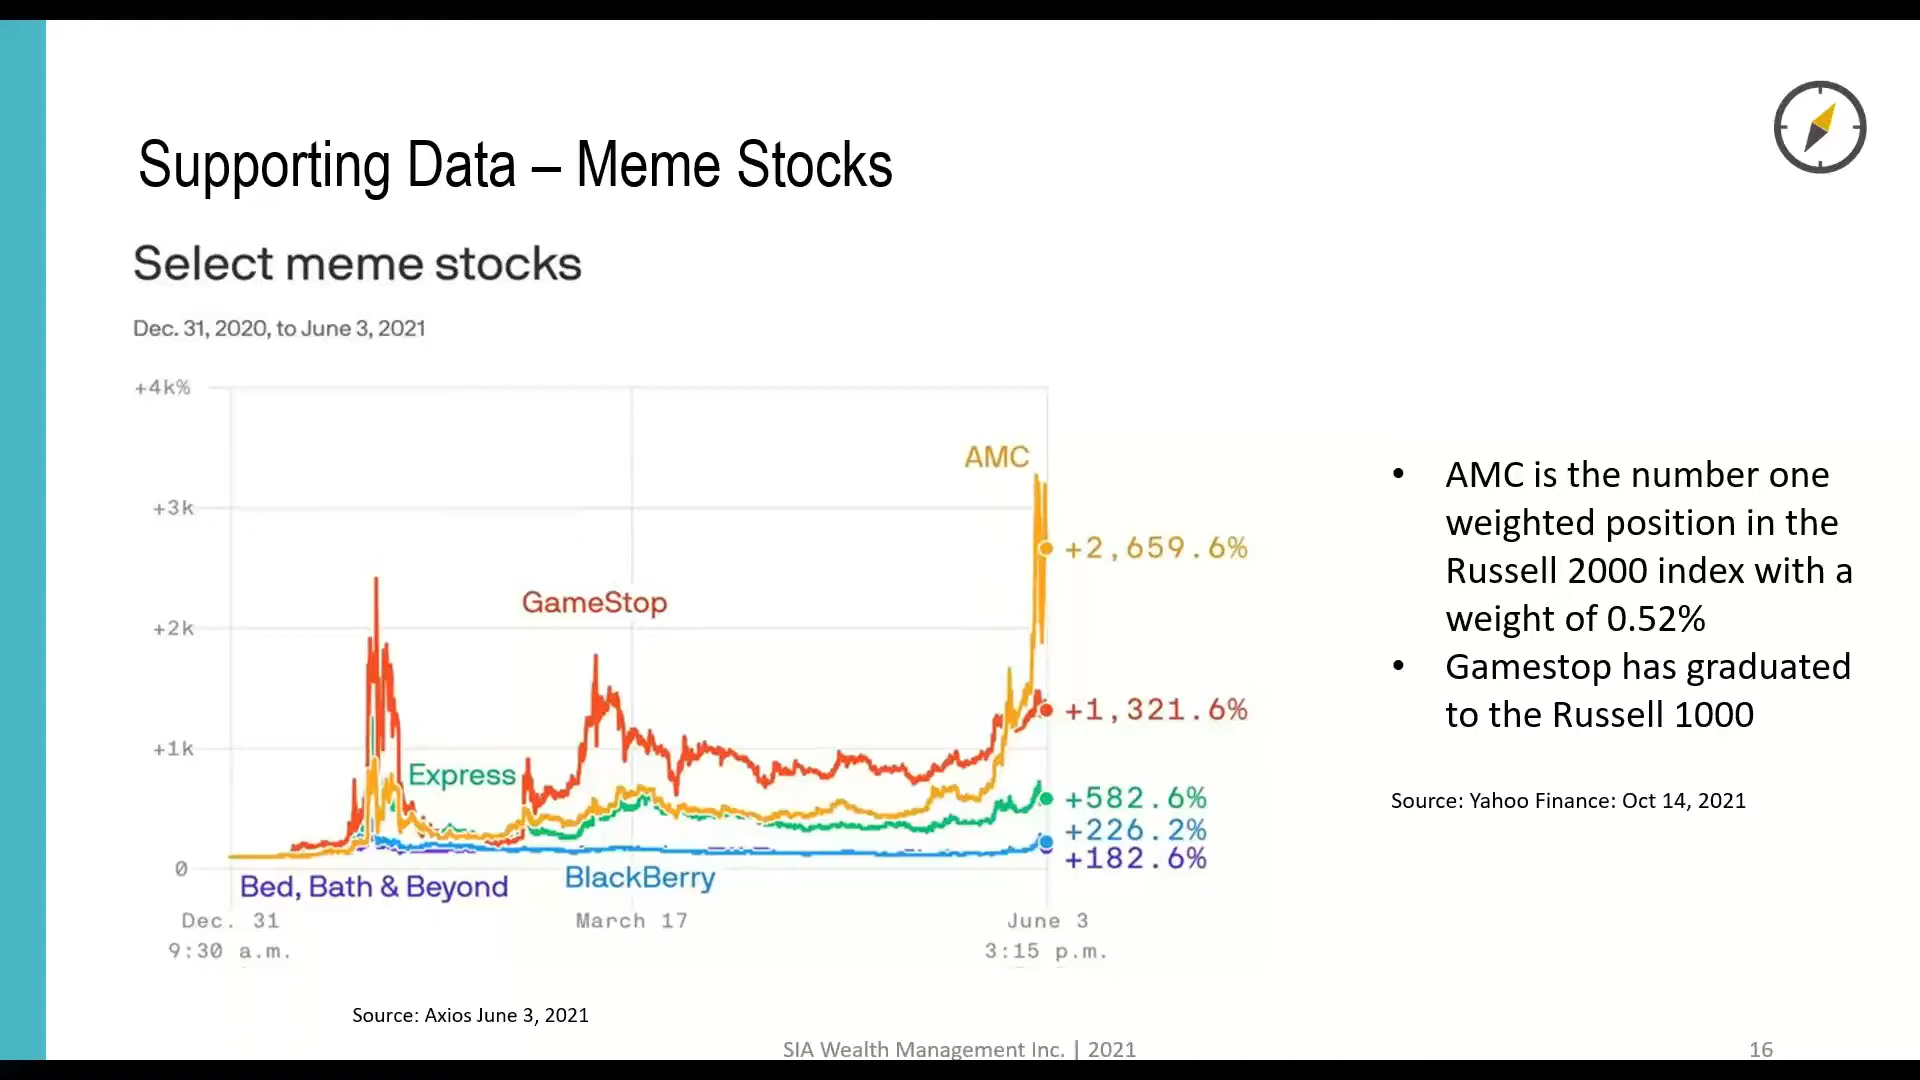 Supporting Data – Meme Stocks
Select meme stocks
Dec. 31, 2020, to June 3, 2021
+4k%
+3k
+2k
+1k
0
AMC
GameStop
Express
Bed, Bath & Beyond
BlackBerry
+2,659.6%
+1,321.6%
+582.6%
+226.2%
+182.6%
Dec. 31
9:30 a.m.
March 17
June 3
3:15 p.m.
Source: Axios June 3, 2021
• AMC is the number one
weighted position in the
Russell 2000 index with a
weight of 0.52%
• Gamestop has graduated
to the Russell 1000
Source: Yahoo Finance: Oct 14, 2021
SIA Wealth Management Inc. | 2021
16